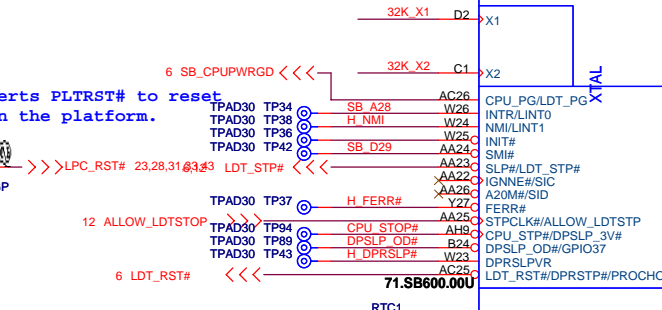 32K_X1 D2 X1
6 SB_CPUPWRGD 32K_X2 C1 X2
XTAL
erts PLTRST# to reset
n the platform.
AC26 CPU_PG/LDT_PG
TPAD30 TP34 SB_A28 W26 INTR/LINT0
TPAD30 TP38 H_NMI W24 NMI/LINT1
TPAD30 TP36 W25 INIT#
TPAD30 TP42 SB_D29 AA24 SMI#
LPC_RST# 23,28,31,33,43 6,12 LDT_STP# AA23 SLP#/LDT_STP#
AA22 IGNNE#/SIC
AA26 A20M#/SID
TPAD30 TP37 H_FERR# Y27 FERR#
12 ALLOW_LDTSTOP AA25 STPCLK#/ALLOW_LDTSTP
TPAD30 TP94 CPU_STOP# AH9 CPU_STP#/DPSLP_3V#
TPAD30 TP89 DPSLP_OD# B24 DPSLP_OD#/GPIO37
TPAD30 TP43 H_DPRSLP# W23 DPRSLPVR
6 LDT_RST# AC25 LDT_RST#/DPRSTP#/PROCHO
71.SB600.00U
RTC1